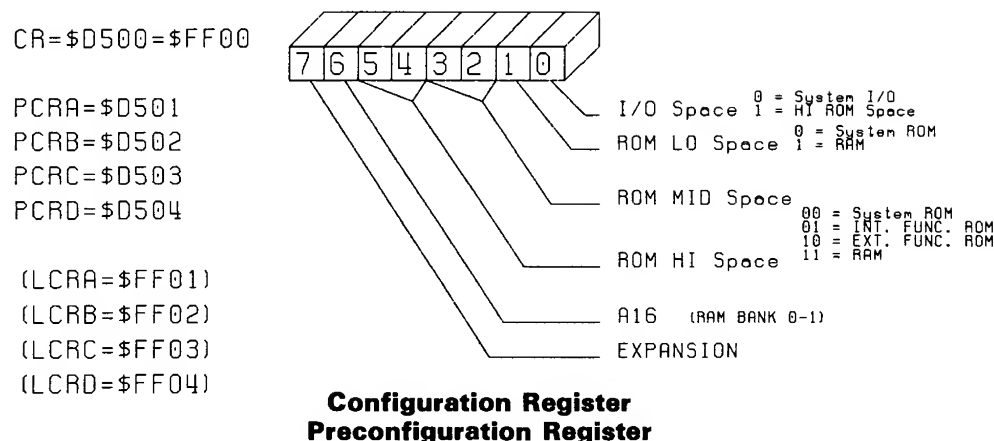 CR=$D500=$FF00
PCRA=$D501
PCRB=$D502
PCRC=$D503
PCRD=$D504
(LCRA=$FF01)
(LCRB=$FF02)
(LCRC=$FF03)
(LCRD=$FF04)
7 6 5 4 3 2 1 0
I/O Space 0 = System I/O
1 = HI ROM Space
ROM LO Space 0 = System ROM
1 = RAM
ROM MID Space
00 = System ROM
01 = INT. FUNC. ROM
10 = EXT. FUNC. ROM
11 = RAM
ROM HI Space
A16 (RAM BANK 0-1)
EXPANSION
Configuration Register
Preconfiguration Register